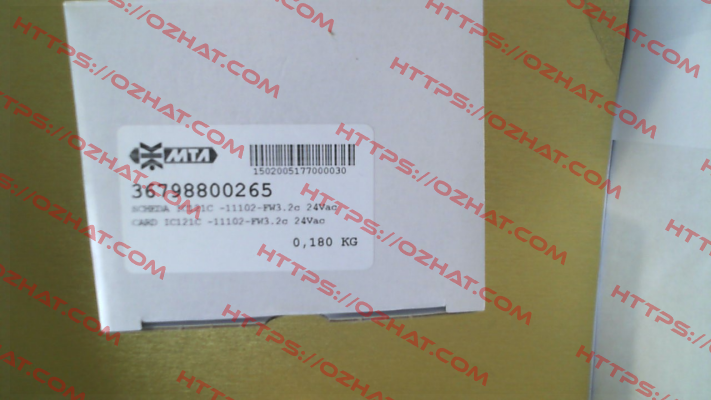 MTA
1502005177000030
36798800265
SCHEDA IC121C -11102-FW3.2c 24Vac
CARD IC121C -11102-FW3.2c 24Vac
0,180 KG
HTTPS://OZHAT.COM